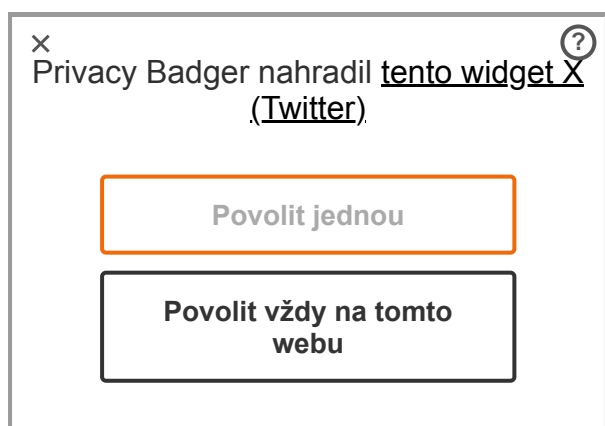 ×
?
Privacy Badger nahradil tento widget X
(Twitter)
Povolit jednou
Povolit vždy na tomto
webu